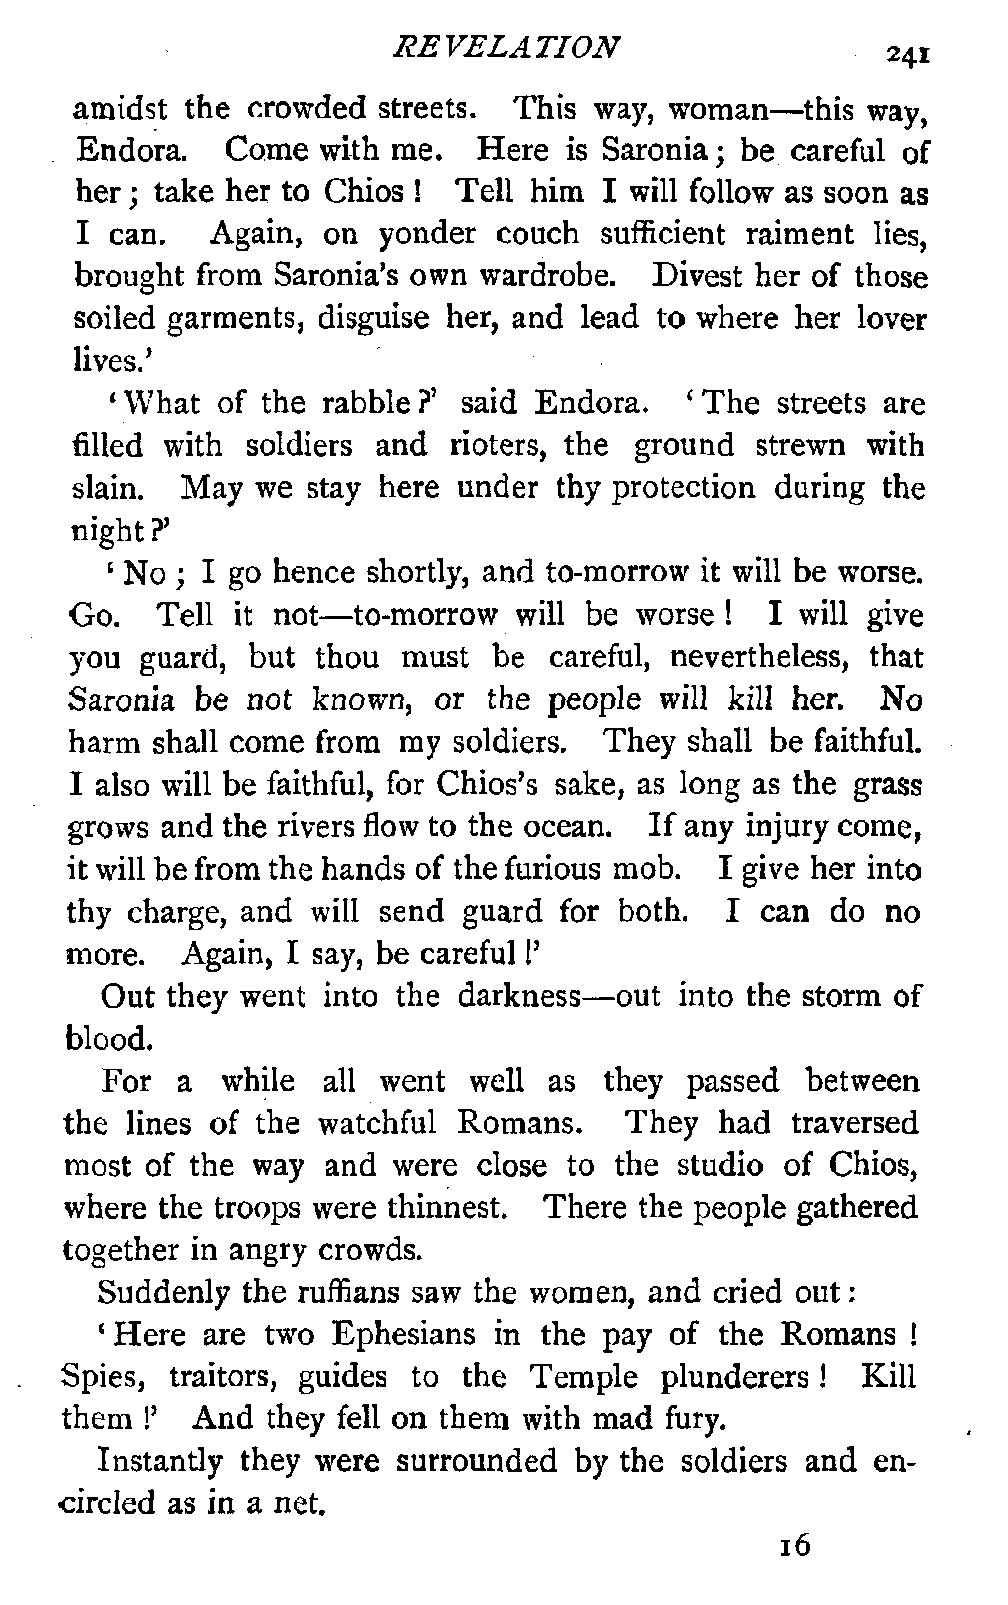 REVELATION 241
amidst the crowded streets. This way, woman—this way,
Endora. Come with me. Here is Saronia; be careful of
her; take her to Chios! Tell him I will follow as soon as
I can. Again, on yonder couch sufficient raiment lies,
brought from Saronia's own wardrobe. Divest her of those
soiled garments, disguise her, and lead to where her lover
lives.'
'What of the rabble?' said Endora. 'The streets are
filled with soldiers and rioters, the ground strewn with
slain. May we stay here under thy protection during the
night?'
'No; I go hence shortly, and to-morrow it will be worse.
Go. Tell it not—to-morrow will be worse! I will give
you guard, but thou must be careful, nevertheless, that
Saronia be not known, or the people will kill her. No
harm shall come from my soldiers. They shall be faithful.
I also will be faithful, for Chios's sake, as long as the grass
grows and the rivers flow to the ocean. If any injury come,
it will be from the hands of the furious mob. I give her into
thy charge, and will send guard for both. I can do no
more. Again, I say, be careful!'
Out they went into the darkness—out into the storm of
blood.
For a while all went well as they passed between
the lines of the watchful Romans. They had traversed
most of the way and were close to the studio of Chios,
where the troops were thinnest. There the people gathered
together in angry crowds.
Suddenly the ruffians saw the women, and cried out:
'Here are two Ephesians in the pay of the Romans!
Spies, traitors, guides to the Temple plunderers! Kill
them!' And they fell on them with mad fury.
Instantly they were surrounded by the soldiers and en-
circled as in a net.
16